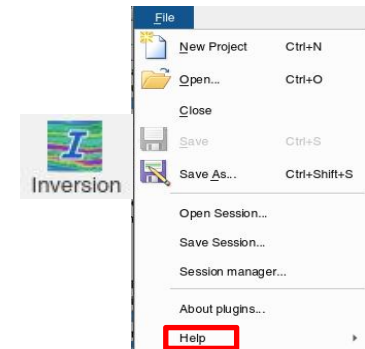 File
New Project Ctrl+N
Open... Ctrl+O
Close
Save Ctrl+S
Save As... Ctrl+Shift+S
I
Inversion
Open Session...
Save Session...
Session manager...
About plugins...
Help